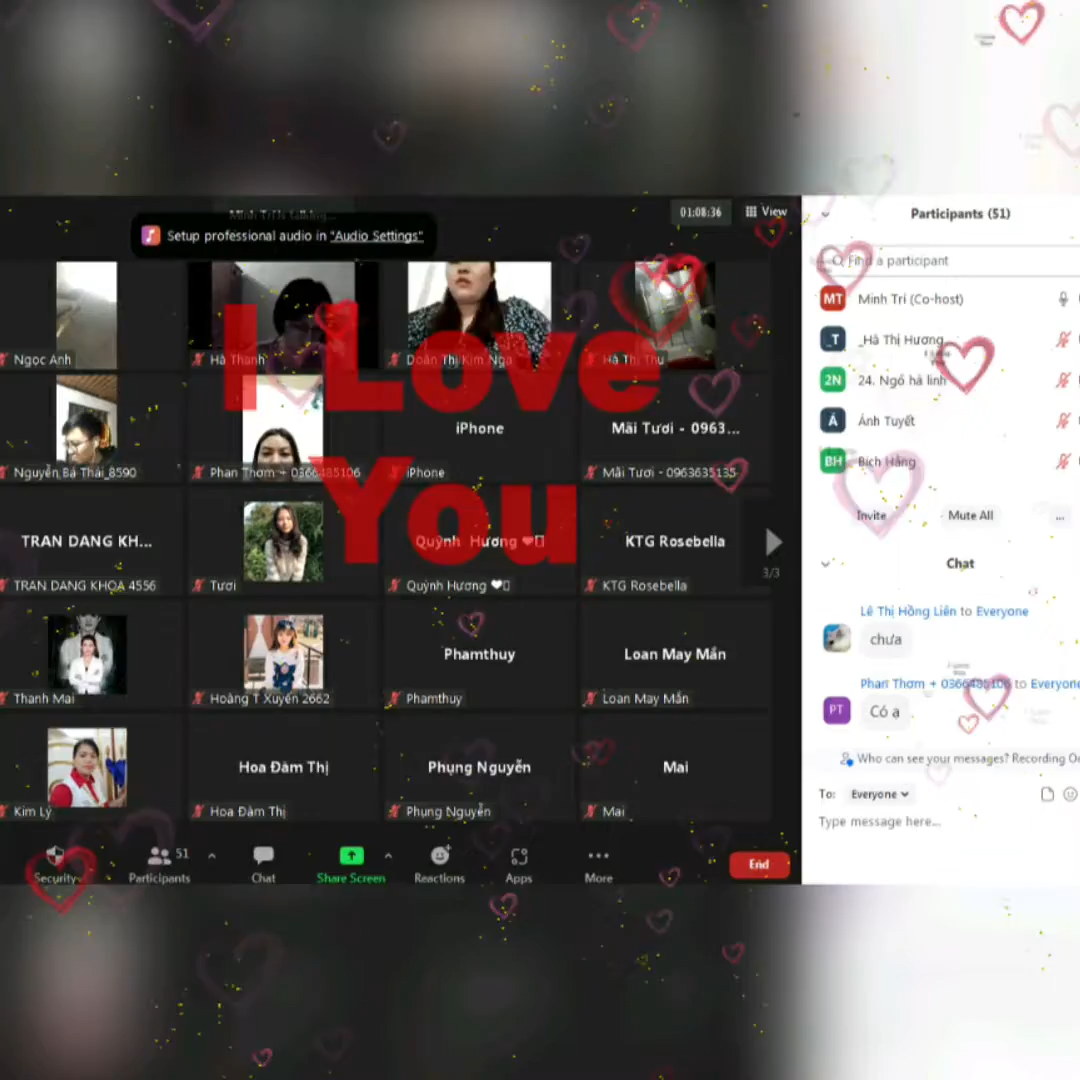 01:08:36
View
Setup professional audio in "Audio Settings"
Ngọc Anh
Hà Thanh
Doãn Thị Kim Nga
Hà Thị Thu
I Love
You
iPhone
Mãi Tươi - 0963...
Nguyễn Bá Thái_8590
Phan Thơm + 0366485106
iPhone
Mãi Tươi - 0963635135
TRAN DANG KH...
Quỳnh Hương ❤
KTG Rosebella
3/3
TRAN DANG KHOA 4556
Tươi
Quỳnh Hương ❤
KTG Rosebella
Phamthuy
Loan May Mắn
Thanh Mai
Hoàng T Xuyến 2662
Phamthuy
Loan May Mắn
Hoa Đàm Thị
Phụng Nguyễn
Mai
Kim Lý
Hoa Đàm Thị
Phụng Nguyễn
Mai
Security
Participants
51
Chat
Share Screen
Reactions
Apps
More
End
Participants (51)
Find a participant
MT Minh Trí (Co-host)
_T _Hà Thị Hương
2N 24. Ngô hà linh
Á Ánh Tuyết
BH Bích Hằng
Invite
Mute All
...
Chat
Lê Thị Hồng Liên to Everyone
chưa
Phan Thơm + 0366485106 to Everyone
PT Có ạ
Who can see your messages? Recording On
To: Everyone
Type message here...